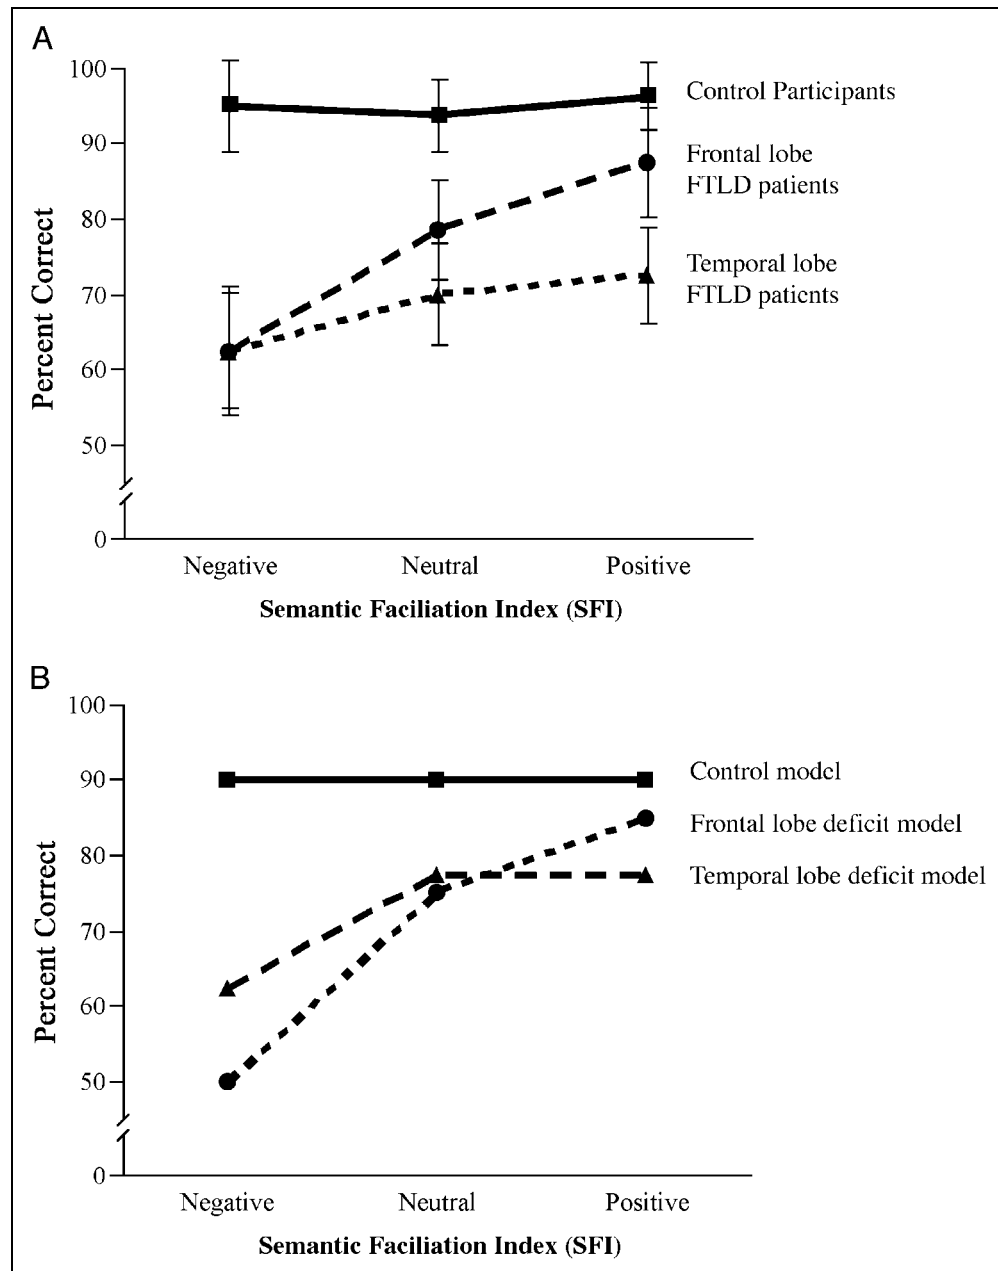 A
100
90
80
70
60
50
0
Percent Correct
Control Participants
Frontal lobe
FTLD patients
Temporal lobe
FTLD patients
Negative
Neutral
Positive
Semantic Faciliation Index (SFI)
B
100
90
80
70
60
50
0
Percent Correct
Control model
Frontal lobe deficit model
Temporal lobe deficit model
Negative
Neutral
Positive
Semantic Faciliation Index (SFI)